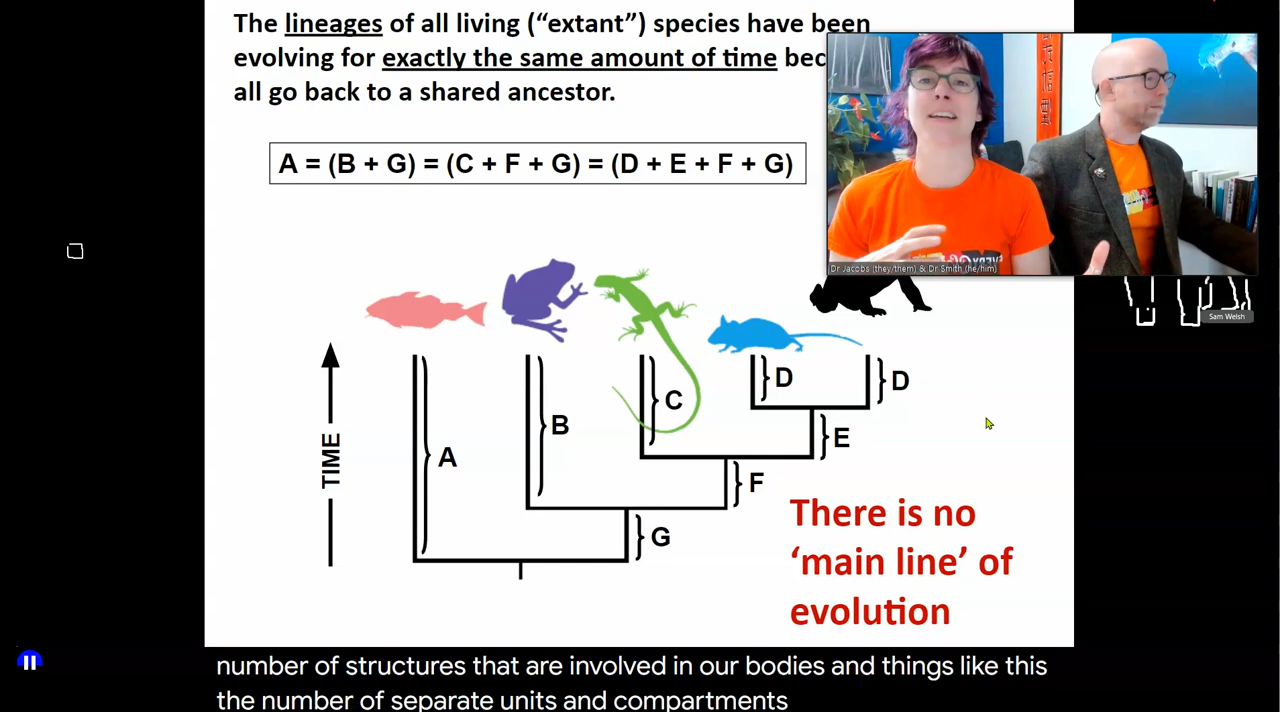 The lineages of all living (“extant”) species have been
evolving for exactly the same amount of time
all go back to a shared ancestor.
A = (B + G) = (C + F + G) = (D + E + F + G)
Dr Jacobs (they/them) & Dr Smith (he/him)
Sam Welsh
TIME
A
B
C
D
D
E
F
G
There is no
‘main line’ of
evolution
number of structures that are involved in our bodies and things like this
the number of separate units and compartments